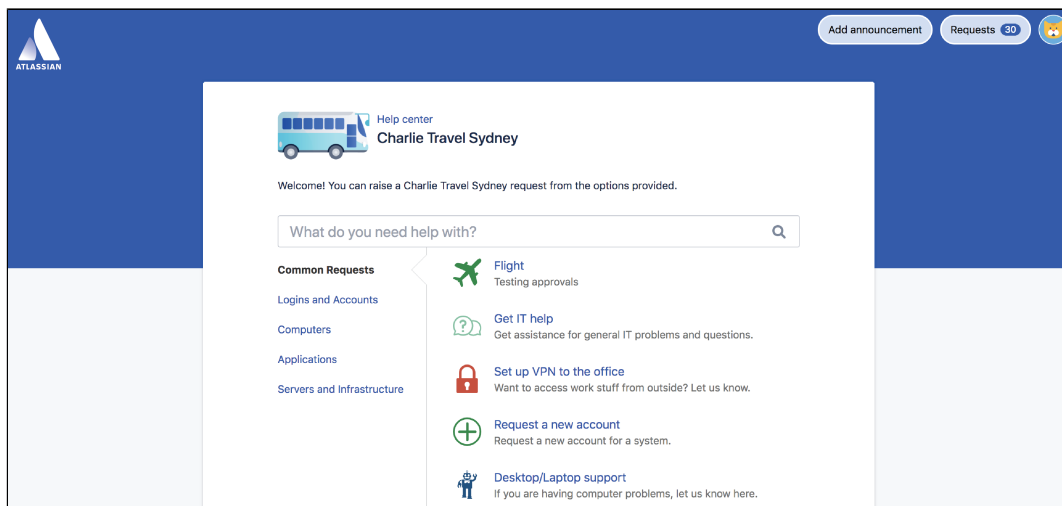 Add announcement
Requests 30
ATLASSIAN
Help center
Charlie Travel Sydney
Welcome! You can raise a Charlie Travel Sydney request from the options provided.
What do you need help with?
Common Requests
Logins and Accounts
Computers
Applications
Servers and Infrastructure
Flight
Testing approvals
Get IT help
Get assistance for general IT problems and questions.
Set up VPN to the office
Want to access work stuff from outside? Let us know.
Request a new account
Request a new account for a system.
Desktop/Laptop support
If you are having computer problems, let us know here.